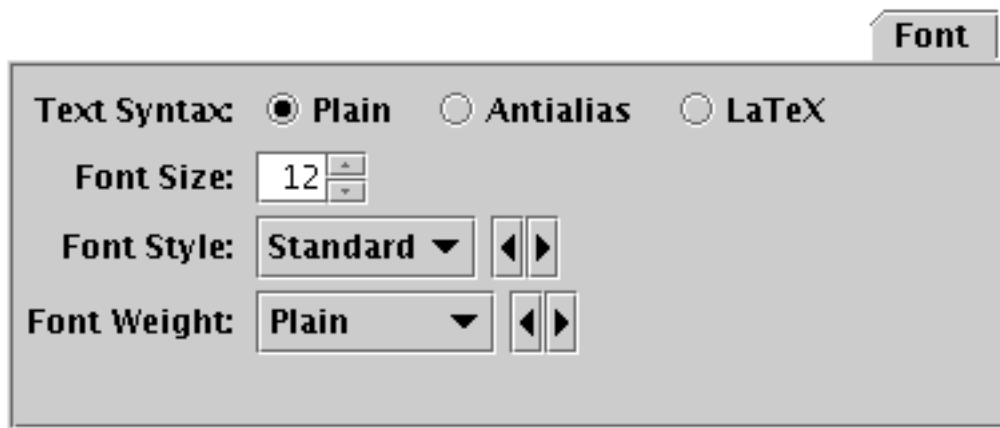 Font
Text Syntax: Plain Antialias LaTeX
Font Size: 12
Font Style: Standard
Font Weight: Plain